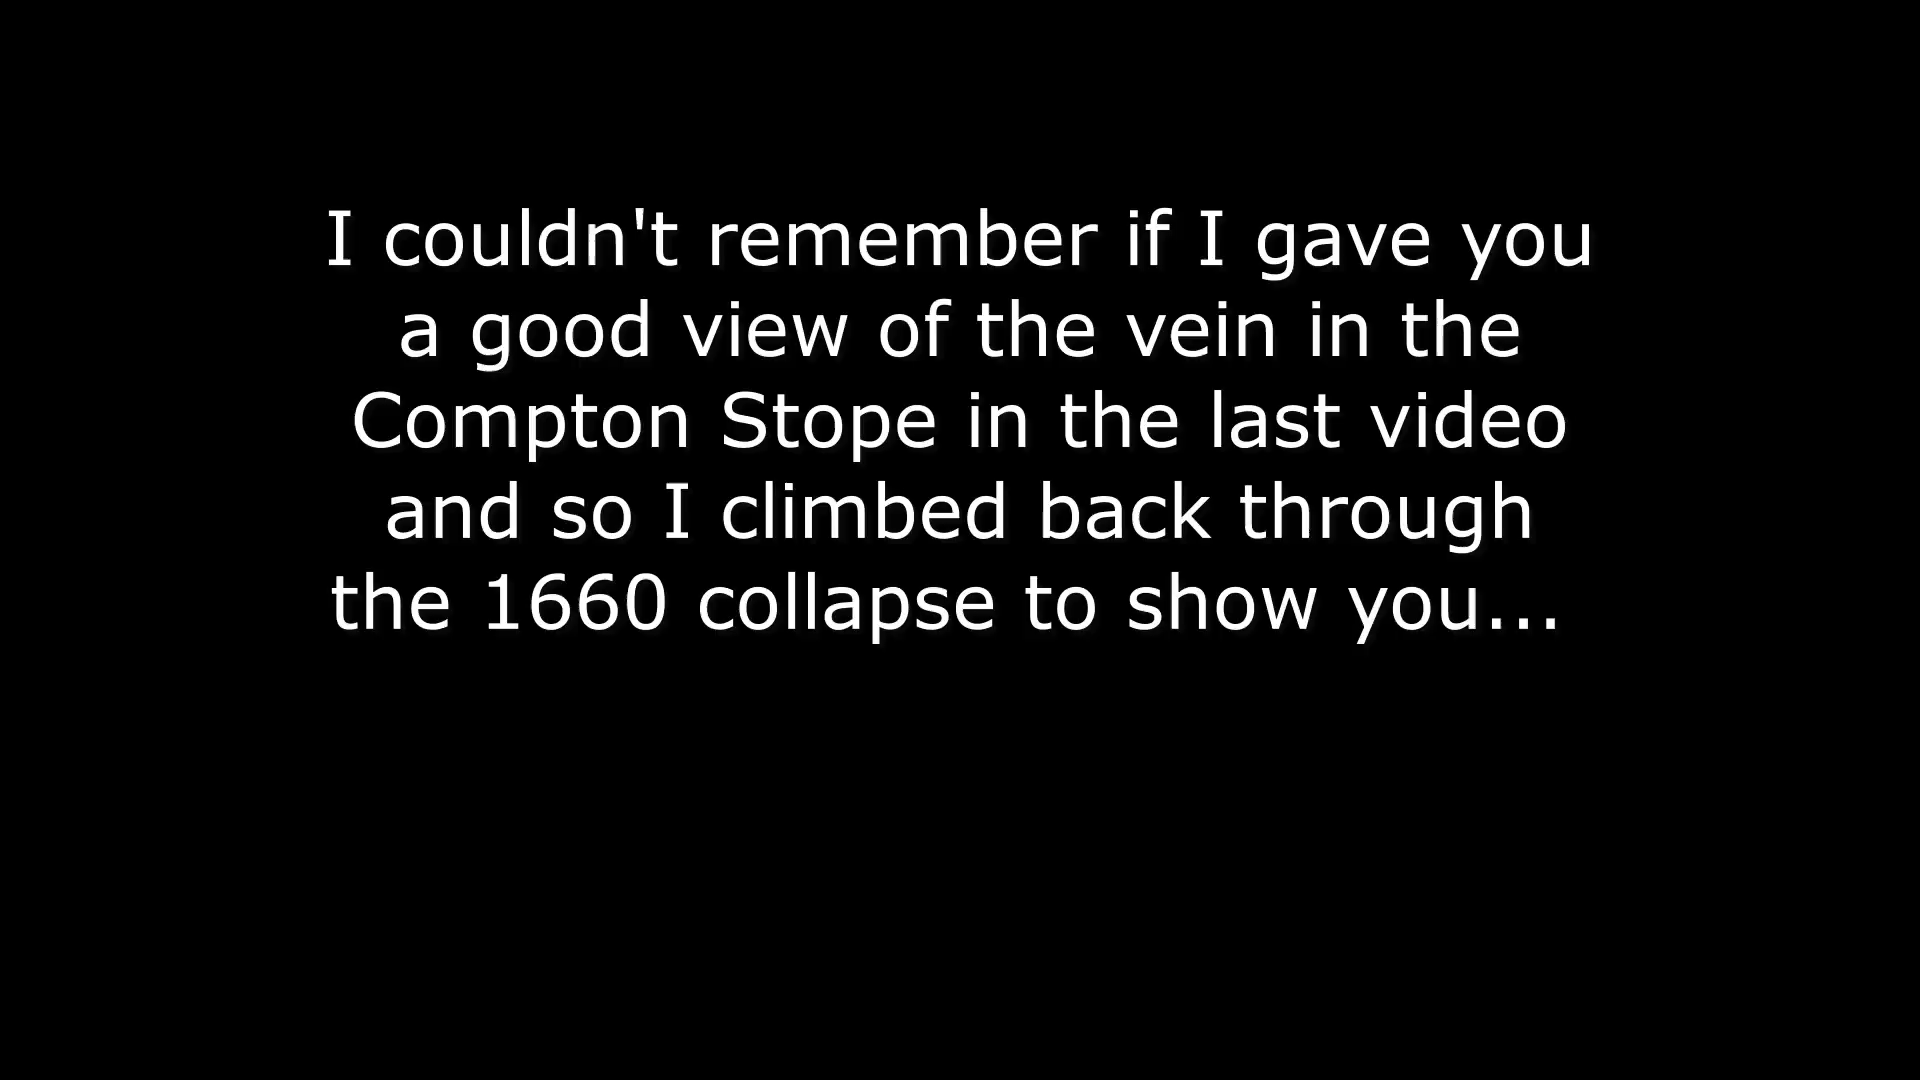 I couldn't remember if I gave you
a good view of the vein in the
Compton Stope in the last video
and so I climbed back through
the 1660 collapse to show you...